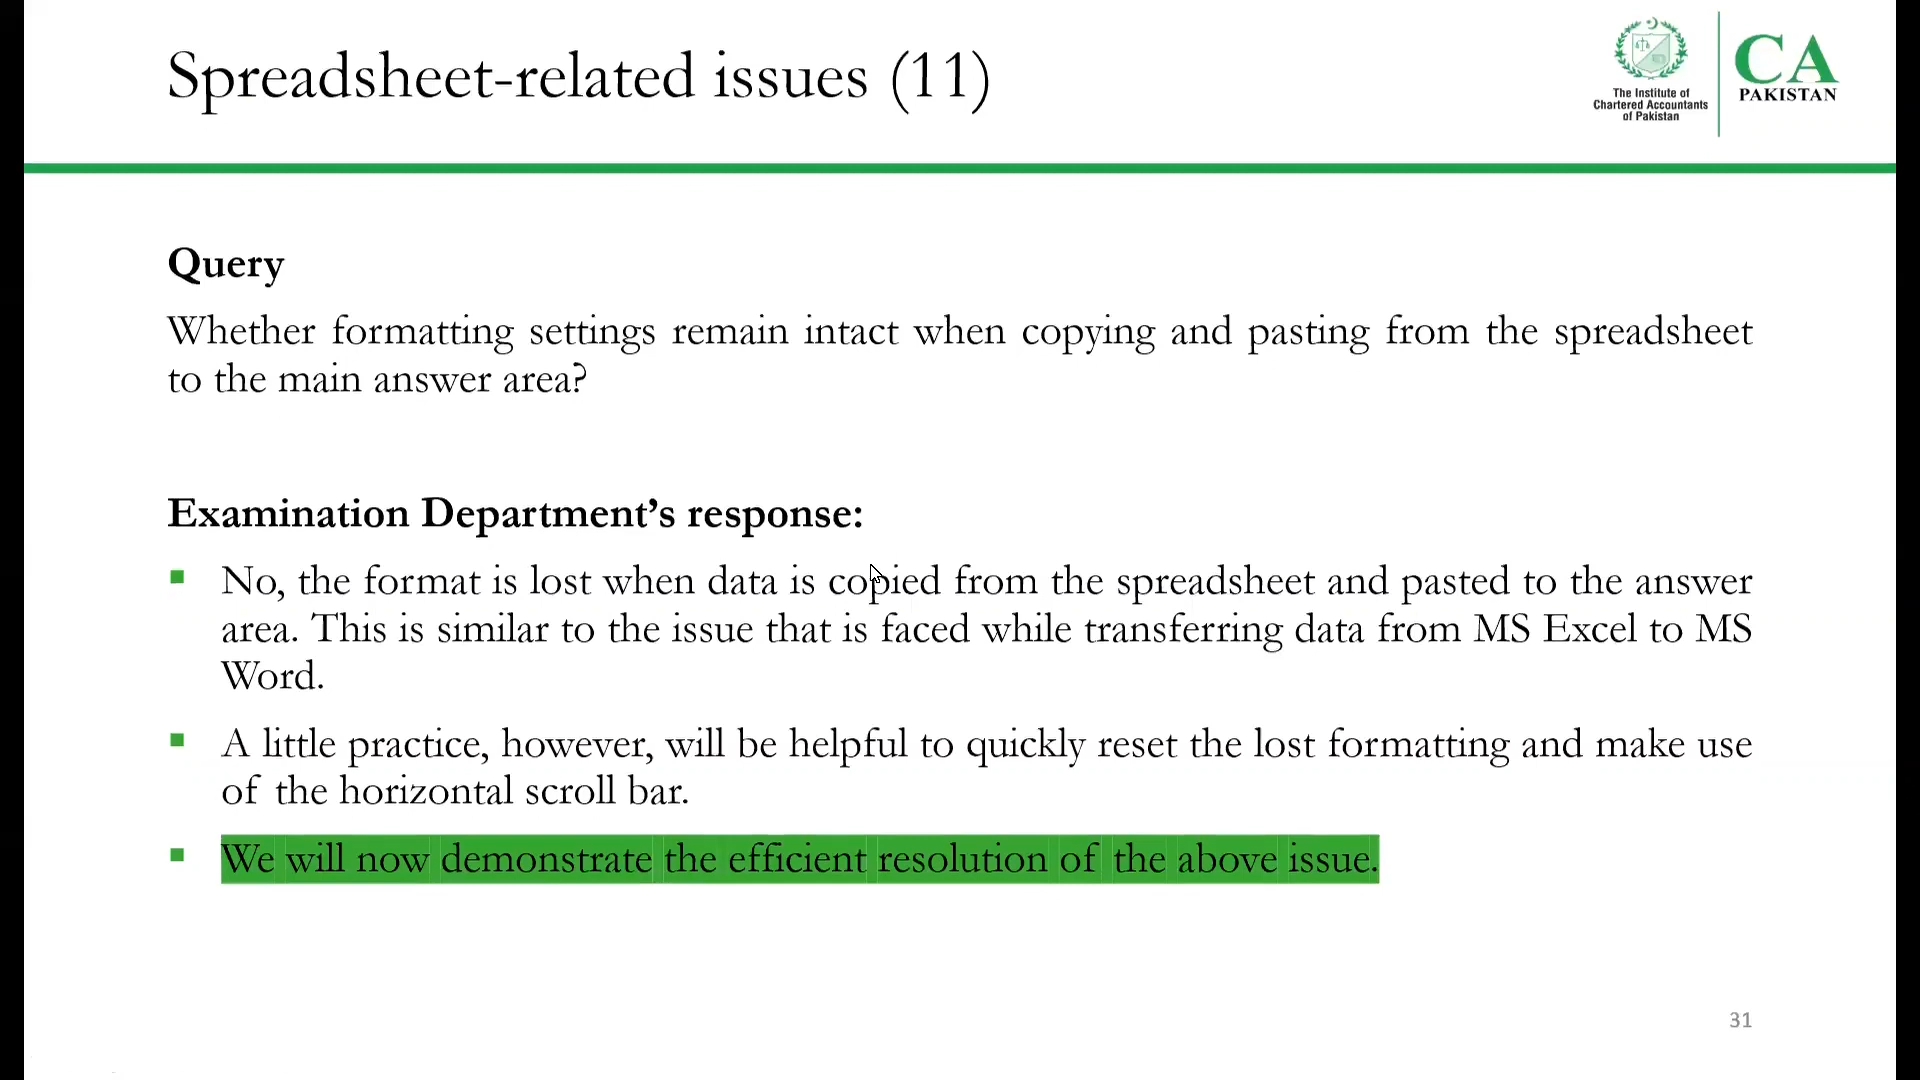 Spreadsheet-related issues (11)
The Institute of
Chartered Accountants
of Pakistan
CA
PAKISTAN
Query
Whether formatting settings remain intact when copying and pasting from the spreadsheet
to the main answer area?
Examination Department’s response:
No, the format is lost when data is copied from the spreadsheet and pasted to the answer
area. This is similar to the issue that is faced while transferring data from MS Excel to MS
Word.
A little practice, however, will be helpful to quickly reset the lost formatting and make use
of the horizontal scroll bar.
We will now demonstrate the efficient resolution of the above issue.
31